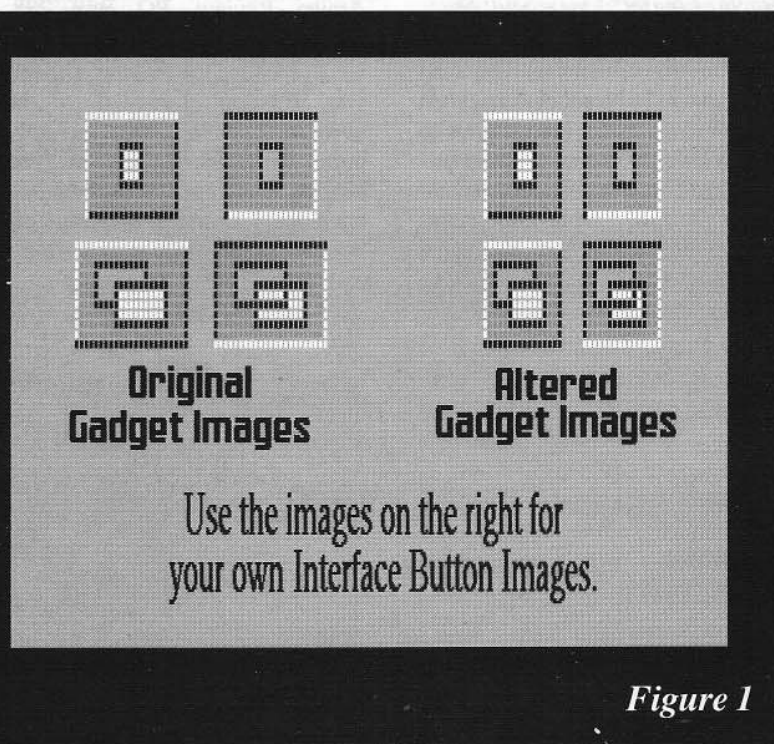 Original
Gadget Images
Altered
Gadget Images
Use the images on the right for
your own Interface Button Images.
Figure 1